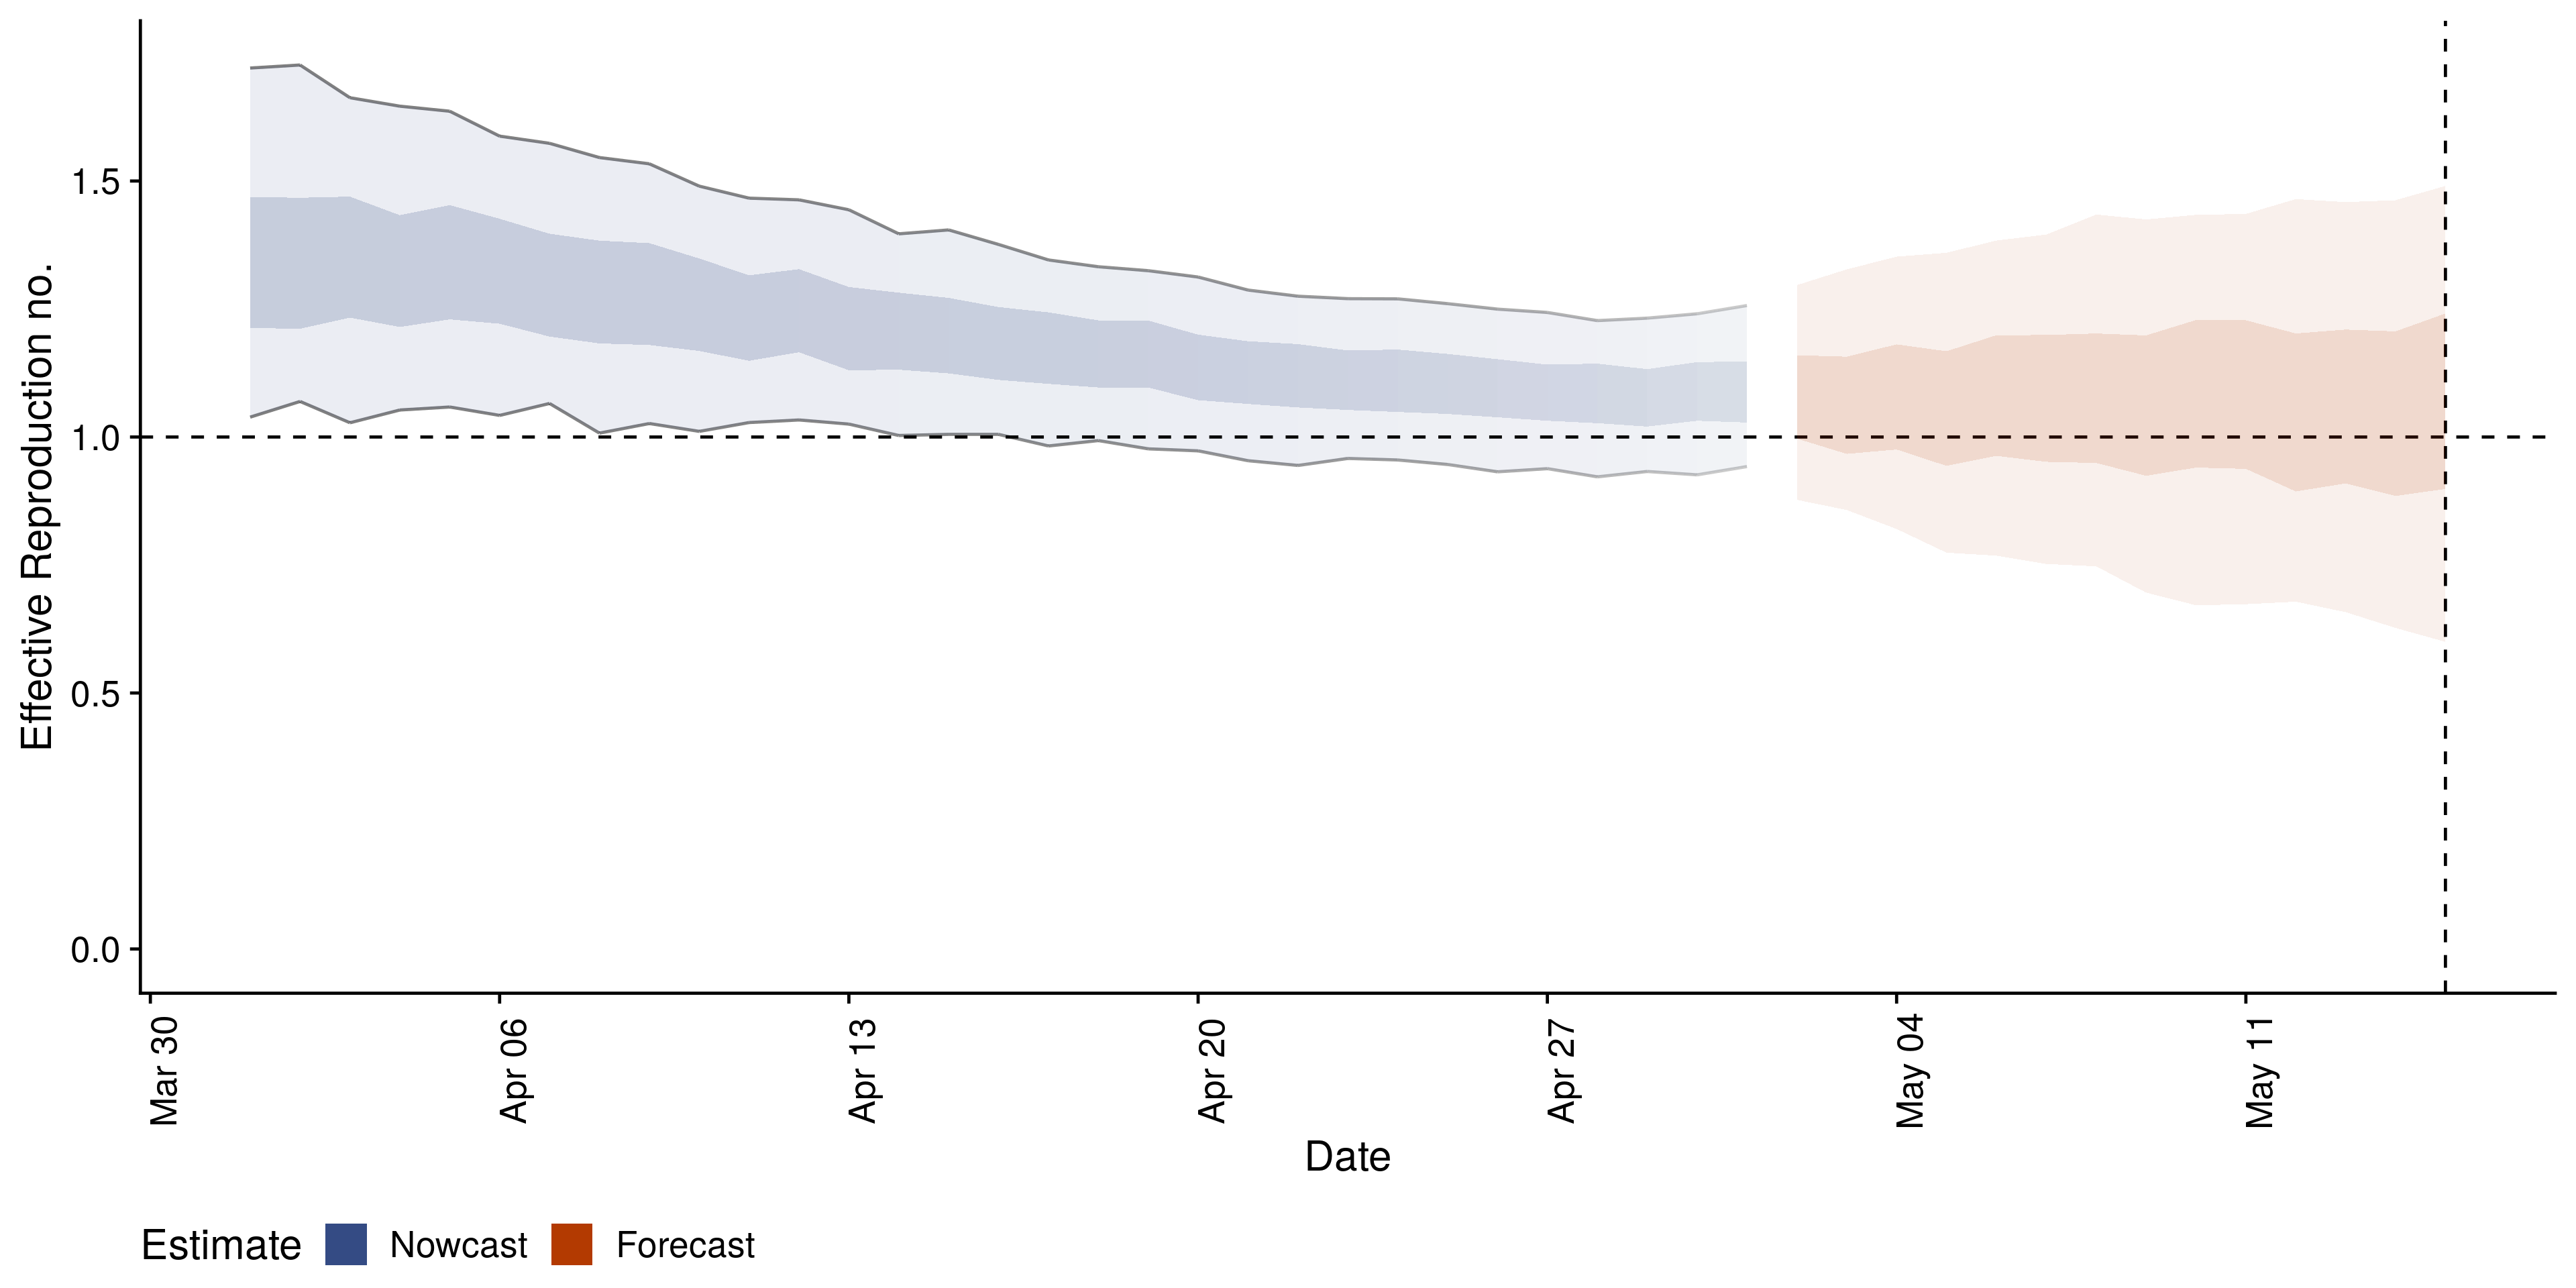 Effective Reproduction no.
1.5
1.0
0.5
0.0
Mar 30
Apr 06
Apr 13
Apr 20
Apr 27
May 04
May 11
Date
Estimate Nowcast Forecast